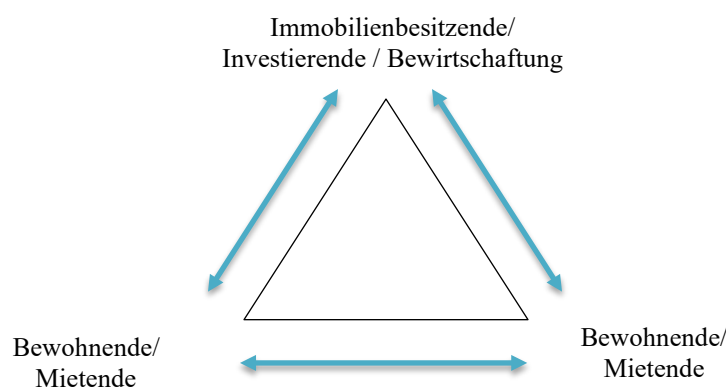 Immobilienbesitzende/
Investierende / Bewirtschaftung
Bewohnende/
Mietende
Bewohnende/
Mietende